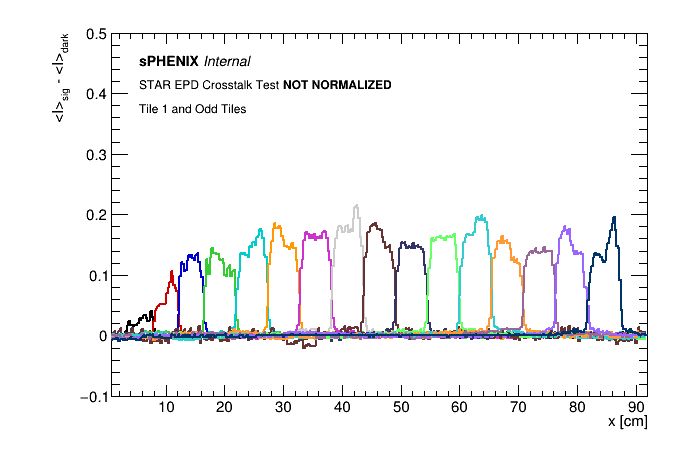 <I>sig - <I>dark
0.5
0.4
0.3
0.2
0.1
0
−0.1
sPHENIX Internal
STAR EPD Crosstalk Test NOT NORMALIZED
Tile 1 and Odd Tiles
10 20 30 40 50 60 70 80 90
x [cm]